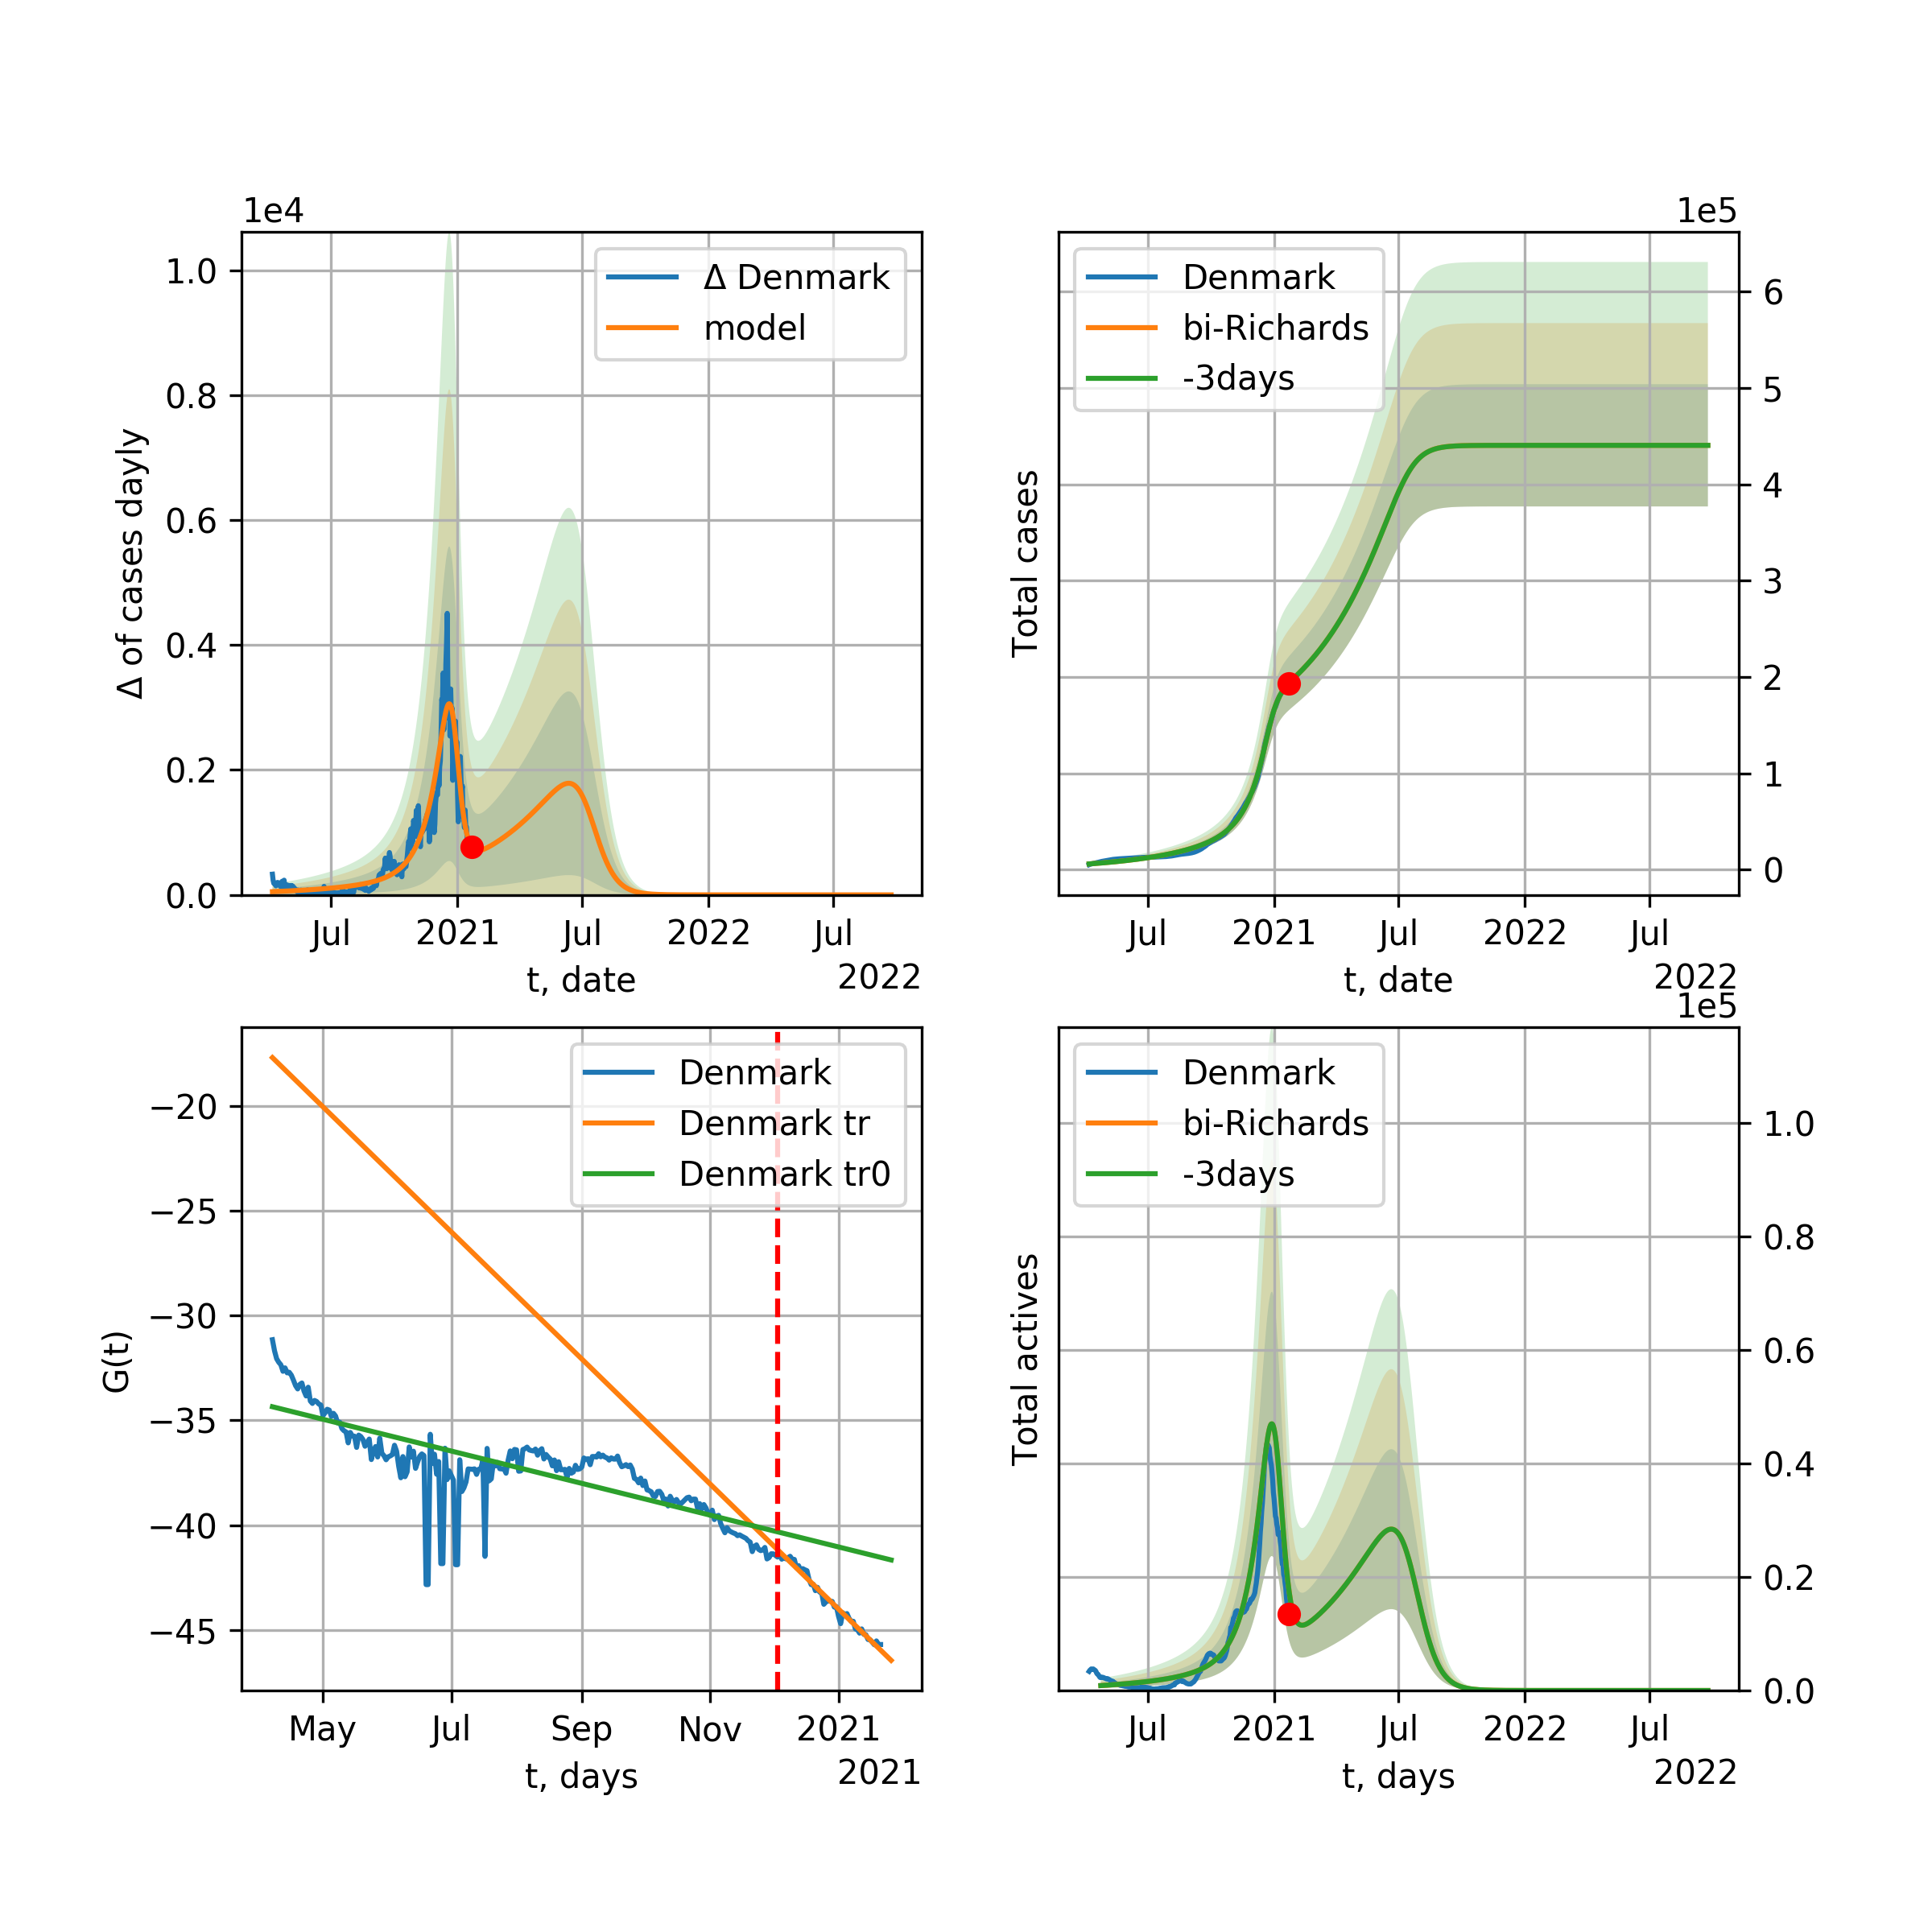 1e4
Δ of cases dayly
1.0
0.8
0.6
0.4
0.2
0.0
Δ Denmark
model
Jul
2021
Jul
2022
Jul
t, date
2022
1e5
Total cases
Denmark
bi-Richards
-3days
6
5
4
3
2
1
0
Jul
2021
Jul
2022
Jul
t, date
2022
G(t)
−20
−25
−30
−35
−40
−45
Denmark
Denmark tr
Denmark tr0
May
Jul
Sep
Nov
2021
t, days
2021
1e5
Total actives
Denmark
bi-Richards
-3days
1.0
0.8
0.6
0.4
0.2
0.0
Jul
2021
Jul
2022
Jul
t, days
2022